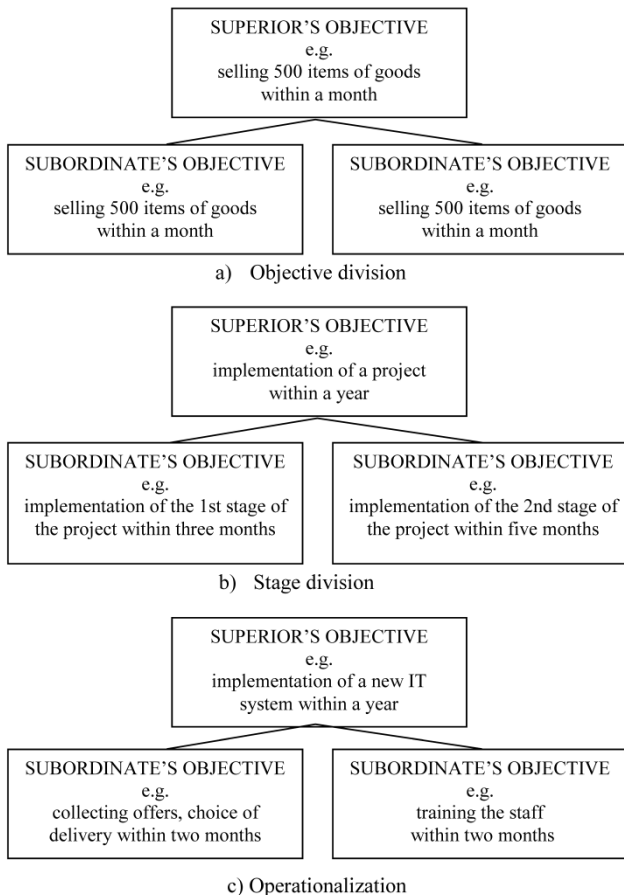 SUPERIOR’S OBJECTIVE
e.g.
selling 500 items of goods
within a month
SUBORDINATE’S OBJECTIVE
e.g.
selling 500 items of goods
within a month
SUBORDINATE’S OBJECTIVE
e.g.
selling 500 items of goods
within a month
a) Objective division
SUPERIOR’S OBJECTIVE
e.g.
implementation of a project
within a year
SUBORDINATE’S OBJECTIVE
e.g.
implementation of the 1st stage of
the project within three months
SUBORDINATE’S OBJECTIVE
e.g.
implementation of the 2nd stage of
the project within five months
b) Stage division
SUPERIOR’S OBJECTIVE
e.g.
implementation of a new IT
system within a year
SUBORDINATE’S OBJECTIVE
e.g.
collecting offers, choice of
delivery within two months
SUBORDINATE’S OBJECTIVE
e.g.
training the staff
within two months
c) Operationalization